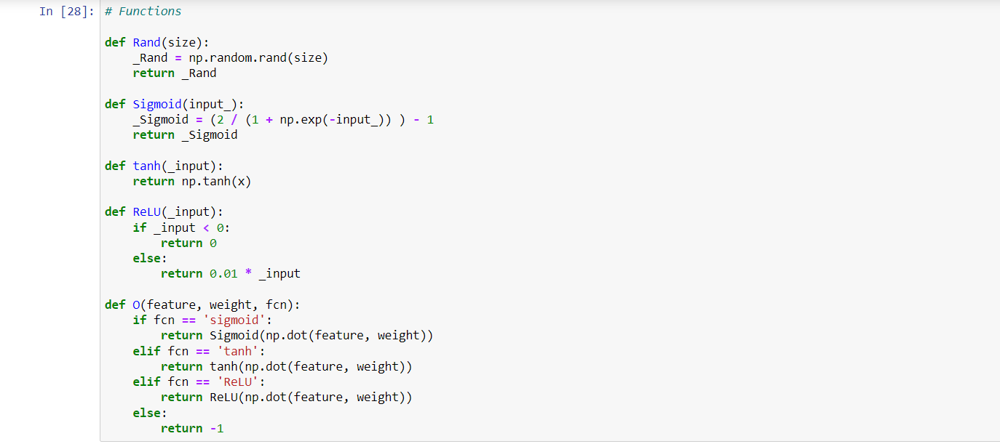 In [28]: # Functions
def Rand(size):
    _Rand = np.random.rand(size)
    return _Rand
def Sigmoid(input_):
    _Sigmoid = (2 / (1 + np.exp(-input_)) ) - 1
    return _Sigmoid
def tanh(_input):
    return np.tanh(x)
def ReLU(_input):
    if _input < 0:
        return 0
    else:
        return 0.01 * _input
def O(feature, weight, fcn):
    if fcn == 'sigmoid':
        return Sigmoid(np.dot(feature, weight))
    elif fcn == 'tanh':
        return tanh(np.dot(feature, weight))
    elif fcn == 'ReLU':
        return ReLU(np.dot(feature, weight))
    else:
        return -1